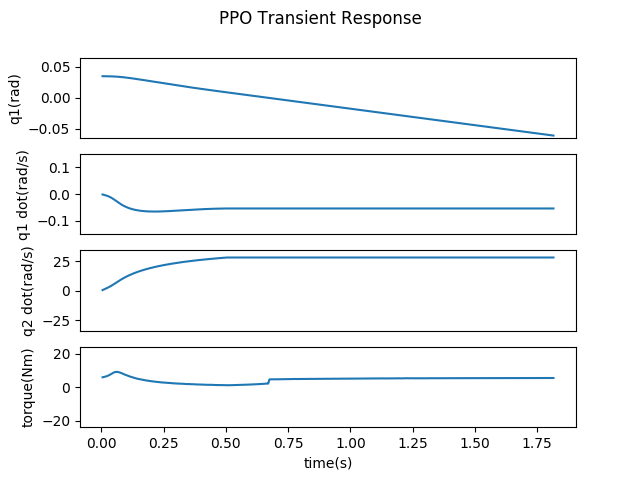 PPO Transient Response
q1(rad)
0.05
0.00
−0.05
q1 dot(rad/s)
0.1
0.0
−0.1
q2 dot(rad/s)
25
0
−25
torque(Nm)
20
0
−20
0.00 0.25 0.50 0.75 1.00 1.25 1.50 1.75
time(s)